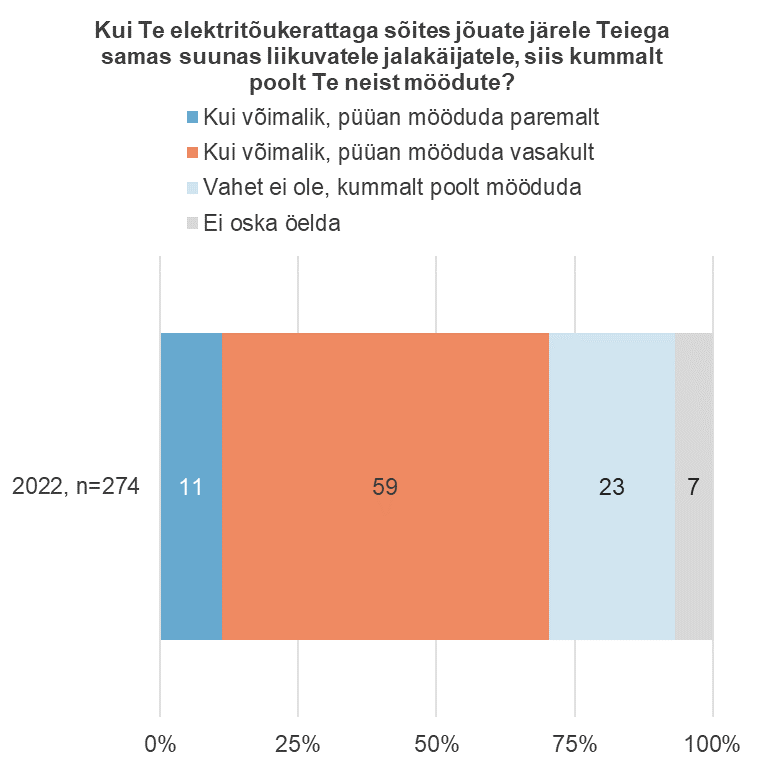 Kui Te elektritõukerattaga sõites jõuate järele Teiega
samas suunas liikuvatele jalakäijatele, siis kummalt
poolt Te neist möödute?
Kui võimalik, püüan mööduda paremalt
Kui võimalik, püüan mööduda vasakult
Vahet ei ole, kummalt poolt mööduda
Ei oska öelda
2022, n=274
11
59
23
7
0%
25%
50%
75%
100%